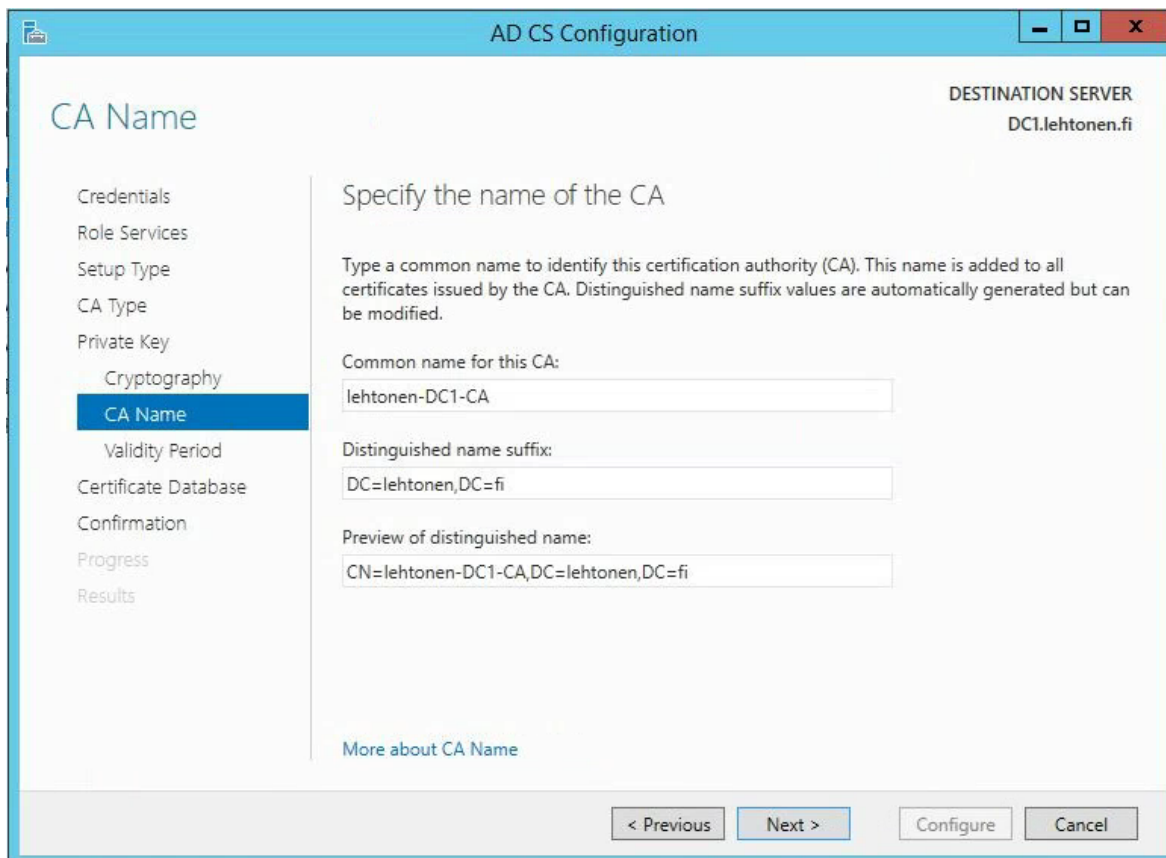 AD CS Configuration
CA Name
DESTINATION SERVER
DC1.lehtonen.fi
Credentials
Role Services
Setup Type
CA Type
Private Key
Cryptography
CA Name
Validity Period
Certificate Database
Confirmation
Progress
Results
Specify the name of the CA
Type a common name to identify this certification authority (CA). This name is added to all
certificates issued by the CA. Distinguished name suffix values are automatically generated but can
be modified.
Common name for this CA:
lehtonen-DC1-CA
Distinguished name suffix:
DC=lehtonen,DC=fi
Preview of distinguished name:
CN=lehtonen-DC1-CA,DC=lehtonen,DC=fi
More about CA Name
< Previous
Next >
Configure
Cancel